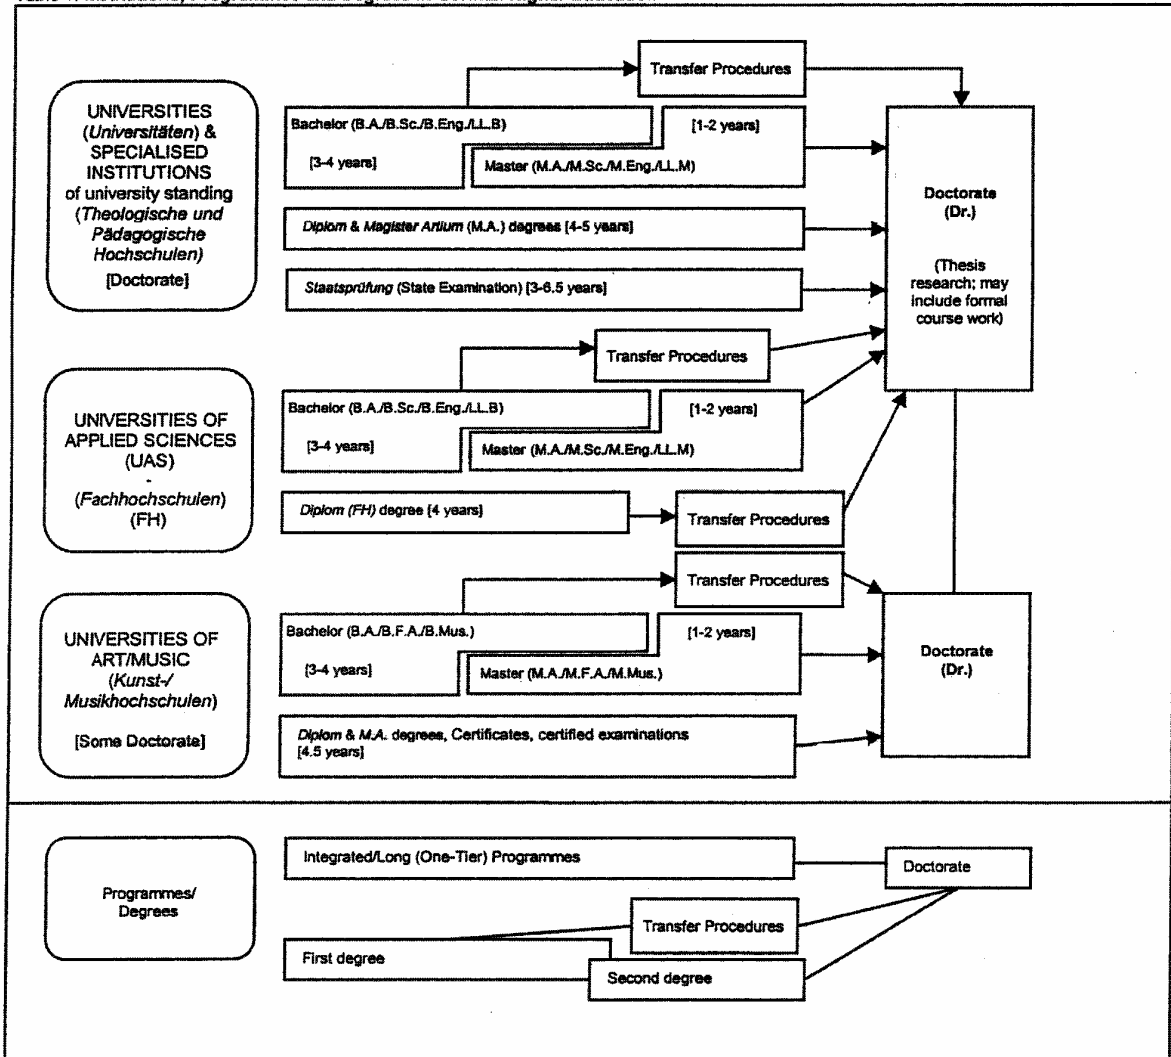 Transfer Procedures
UNIVERSITIES
(Universitäten) &
SPECIALISED
INSTITUTIONS
of university standing
(Theologische und
Pädagogische
Hochschulen)
[Doctorate]
Bachelor (B.A./B.Sc./B.Eng./LL.B)
[3-4 years]
[1-2 years]
Master (M.A./M.Sc./M.Eng./LL.M)
Diplom & Magister Artium (M.A.) degrees [4-5 years]
Staatsprüfung (State Examination) [3-6.5 years]
Doctorate
(Dr.)
(Thesis
research; may
include formal
course work)
Transfer Procedures
UNIVERSITIES OF
APPLIED SCIENCES
(UAS)
-
(Fachhochschulen)
(FH)
Bachelor (B.A./B.Sc./B.Eng./LL.B)
[3-4 years]
[1-2 years]
Master (M.A./M.Sc./M.Eng./LL.M)
Diplom (FH) degree [4 years]
Transfer Procedures
Transfer Procedures
UNIVERSITIES OF
ART/MUSIC
(Kunst-/
Musikhochschulen)
[Some Doctorate]
Bachelor (B.A./B.F.A./B.Mus.)
[3-4 years]
[1-2 years]
Master (M.A./M.F.A./M.Mus.)
Diplom & M.A. degrees, Certificates, certified examinations
[4.5 years]
Doctorate
(Dr.)
Programmes/
Degrees
Integrated/Long (One-Tier) Programmes
Doctorate
Transfer Procedures
First degree
Second degree